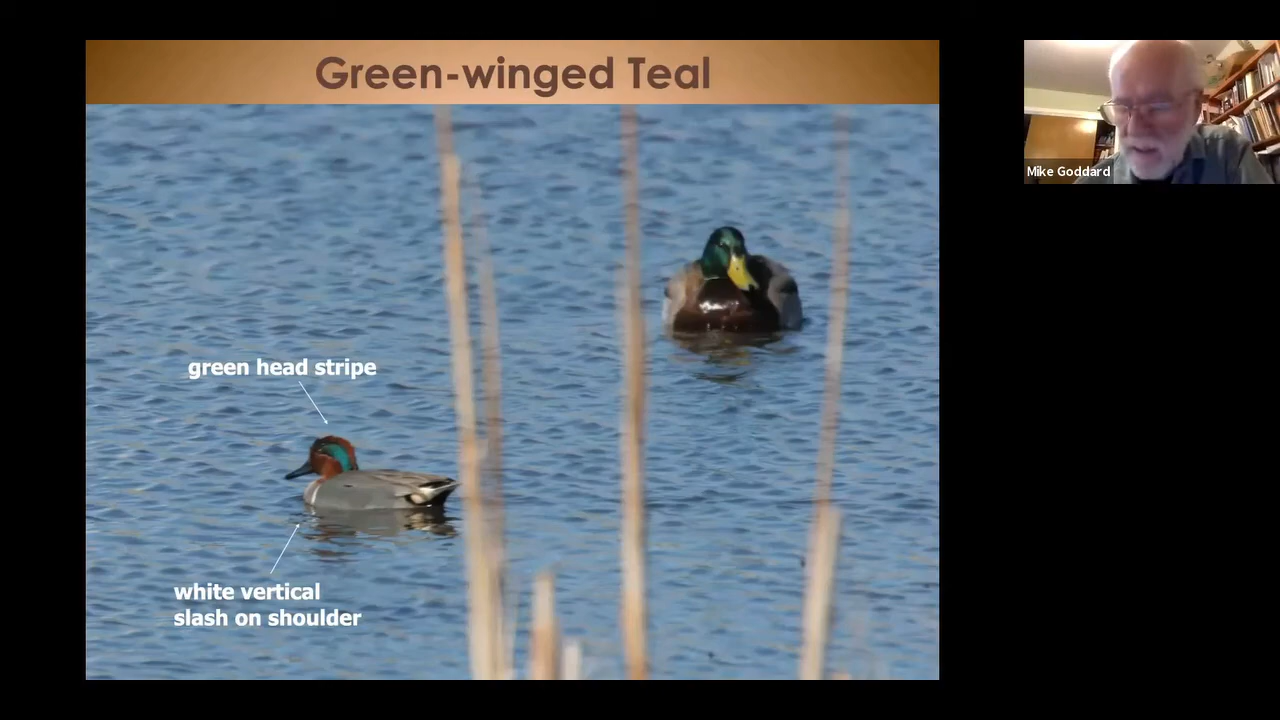 Green-winged Teal
Mike Goddard
green head stripe
white vertical
slash on shoulder